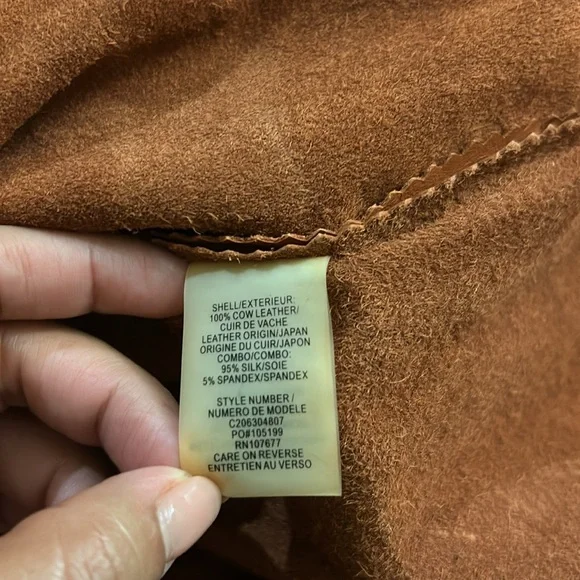 SHELL/EXTERIEUR:
100% COW LEATHER/
CUIR DE VACHE
LEATHER ORIGIN/JAPAN
ORIGINE DU CUIR/JAPON
COMBO/COMBO:
95% SILK/SOIE
5% SPANDEX/SPANDEX
STYLE NUMBER/
NUMERO DE MODELE
C206304807
PO#105199
RN107677
CARE ON REVERSE
ENTRETIEN AU VERSO